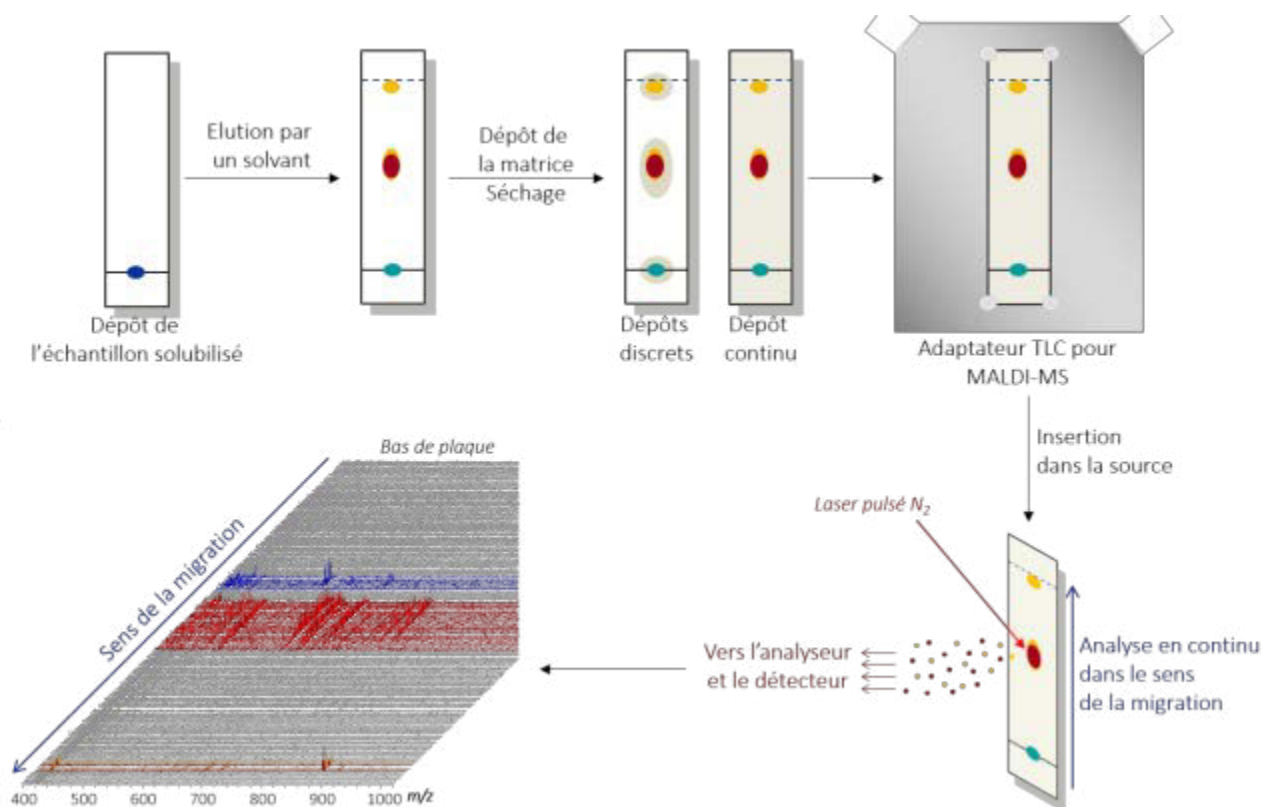 Elution par
un solvant
Dépôt de
la matrice
Séchage
Dépôt de
l'échantillon solubilisé
Dépôts
discrets
Dépôt
continu
Adaptateur TLC pour
MALDI-MS
Insertion
dans la source
Laser pulsé N2
Analyse en continu
dans le sens
de la migration
Vers l'analyseur
et le détecteur
Bas de plaque
Sens de la migration
400 500 600 700 800 900 1000 m/z